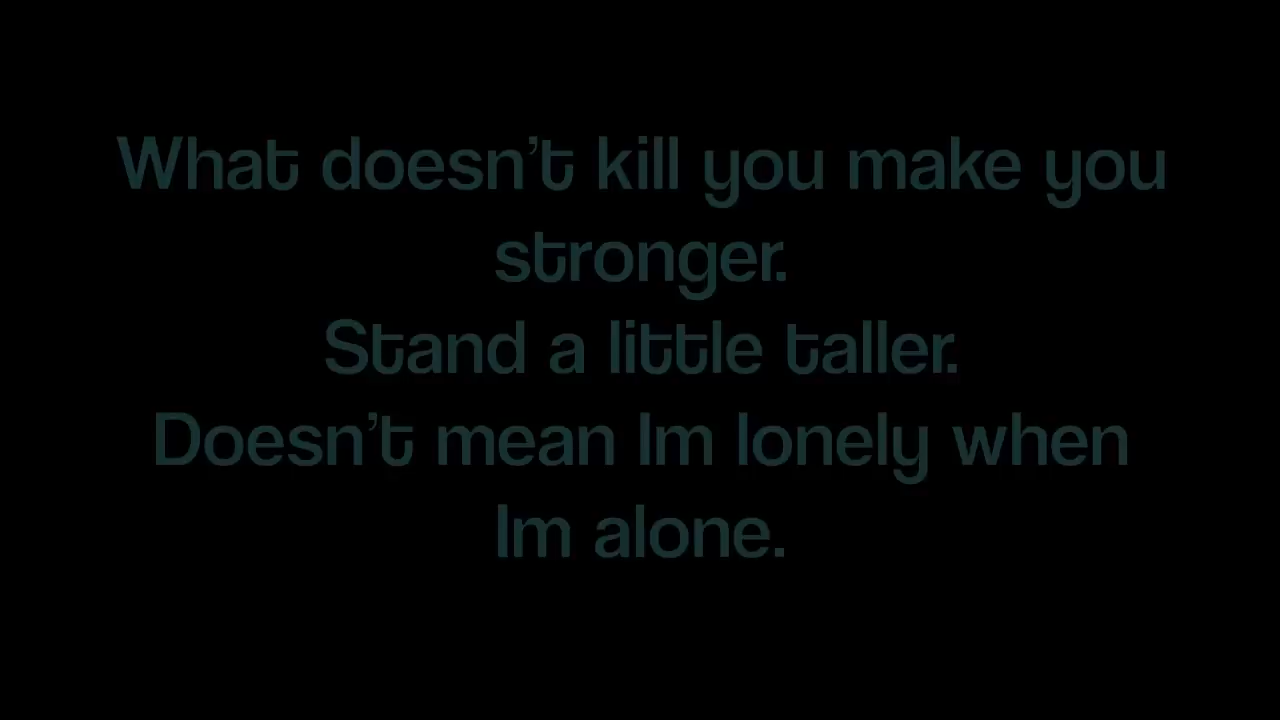 What doesn't kill you make you
stronger.
Stand a little taller.
Doesn't mean Im lonely when
Im alone.